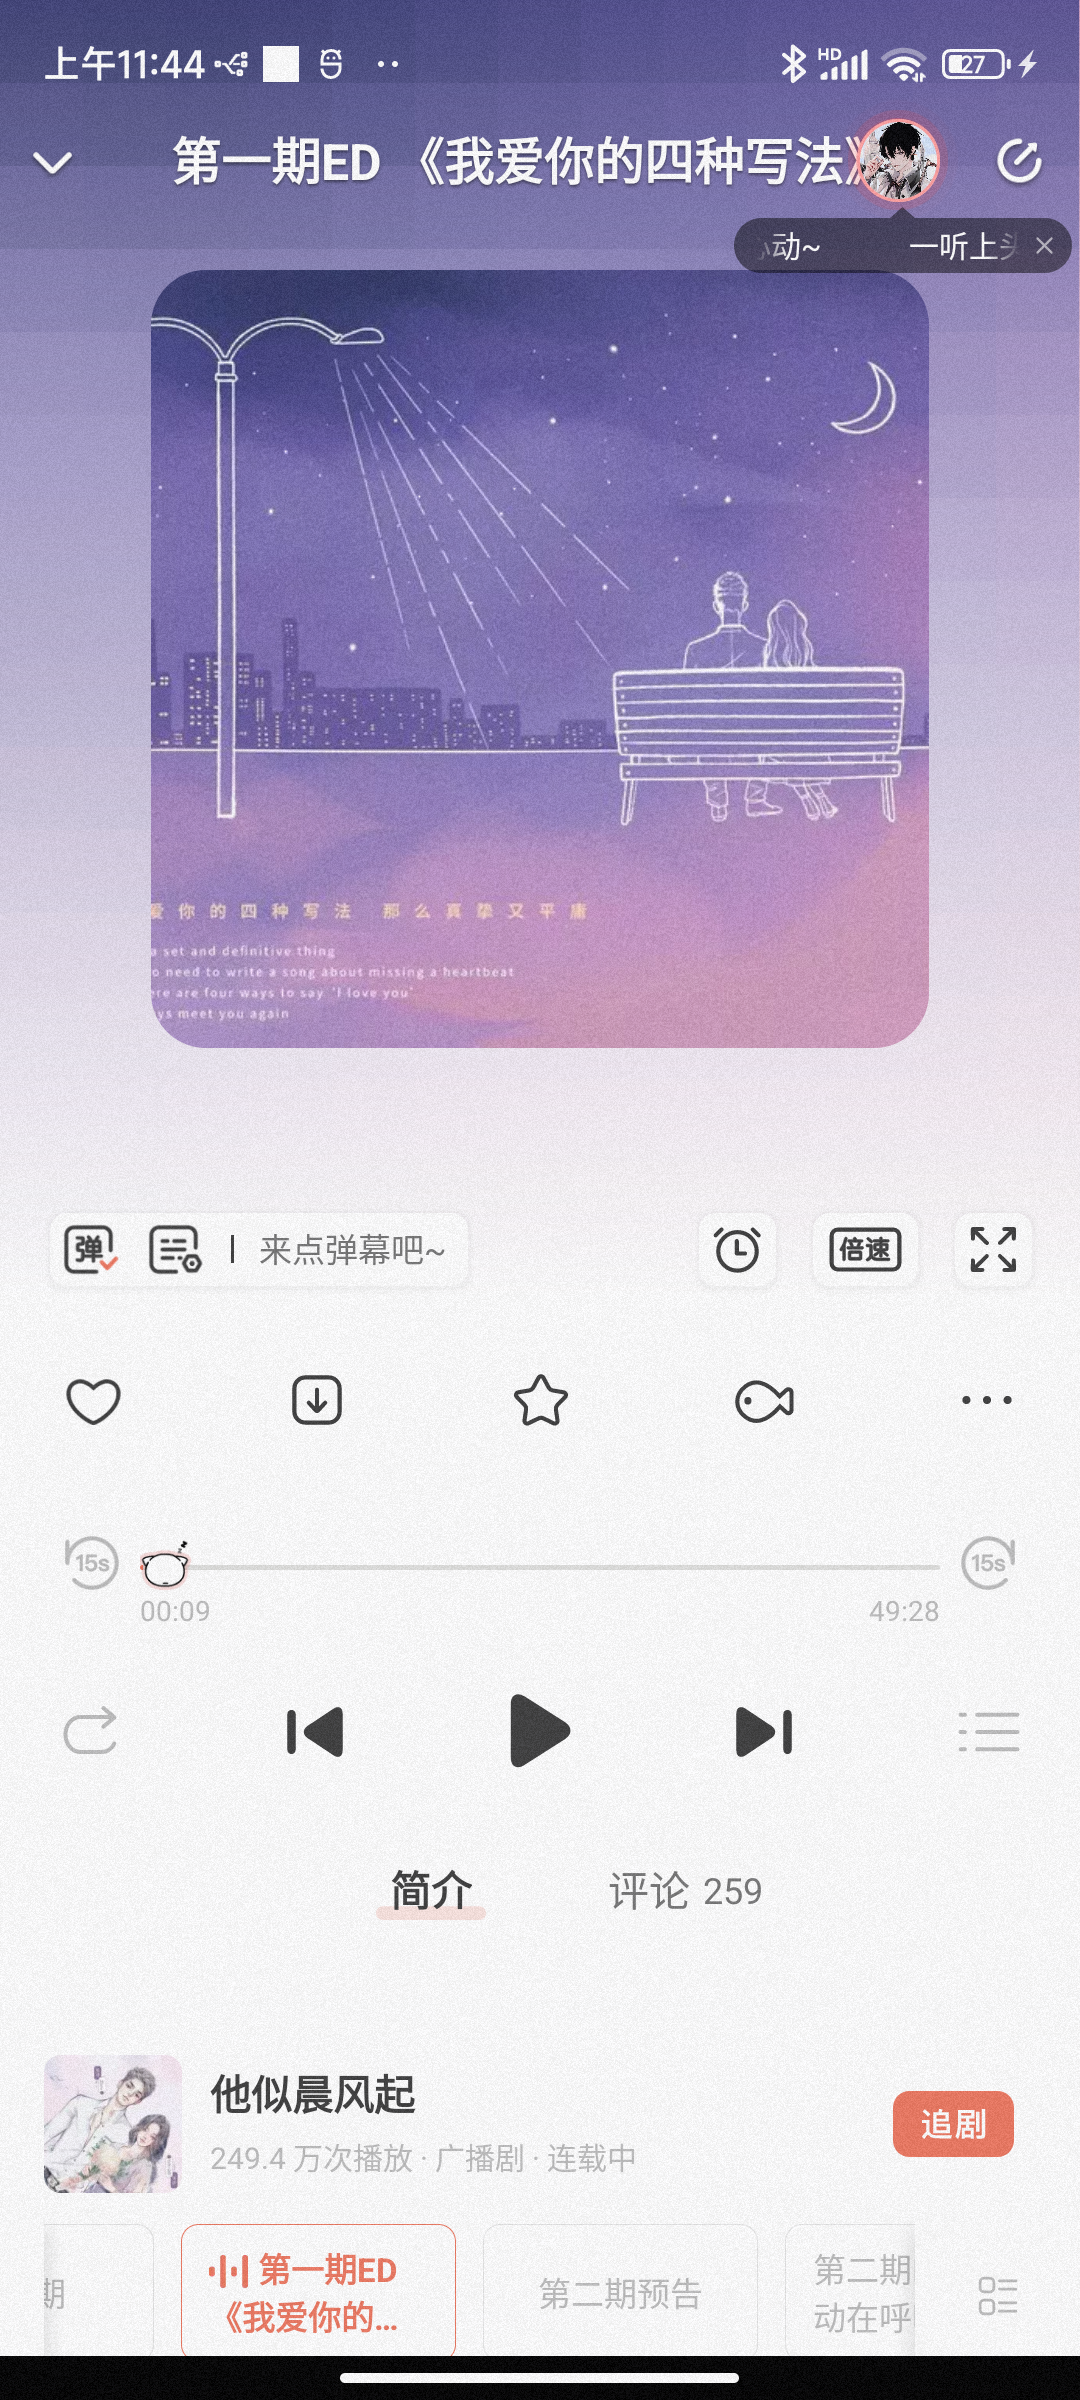 上午11:44
HD
27
第一期ED 《我爱你的四种写法》
动~ 一听上头
爱你的四种写法 那么真挚又平庸
a set and definitive thing
o need to write a song about missing a heartbeat
ere are four ways to say 'I love you'
ys meet you again
弹
来点弹幕吧~
倍速
15s
15s
00:09
49:28
简介
评论 259
他似晨风起
249.4 万次播放 · 广播剧 · 连载中
追剧
期
第一期ED
《我爱你的...
第二期预告
第二期
动在呼